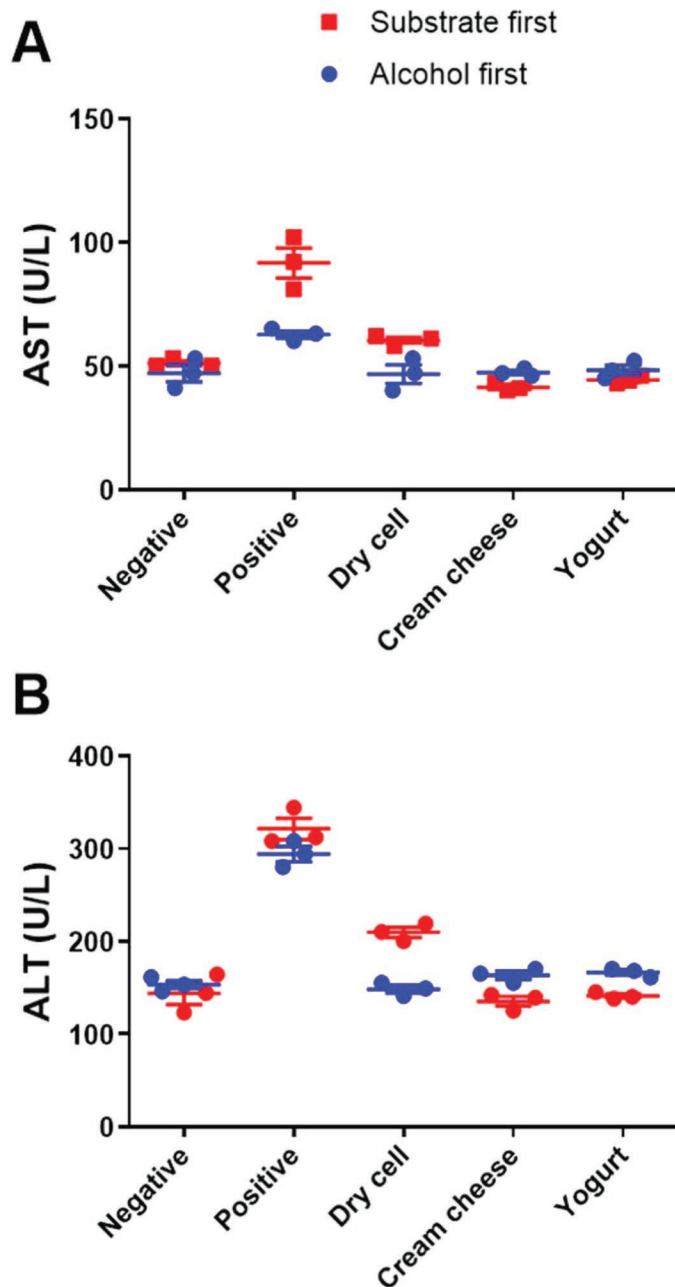 A
Substrate first
Alcohol first
150
100
50
0
AST (U/L)
Negative
Positive
Dry cell
Cream cheese
Yogurt
B
400
300
200
100
0
ALT (U/L)
Negative
Positive
Dry cell
Cream cheese
Yogurt